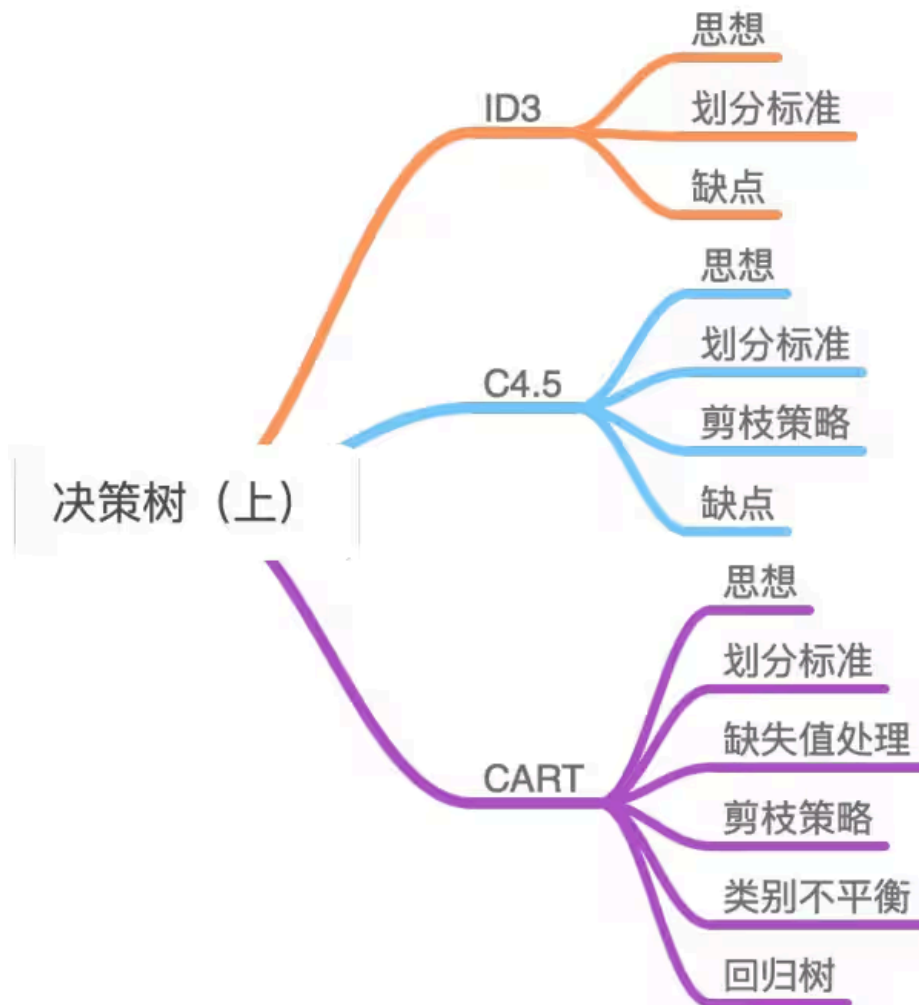 决策树（上）
ID3
思想
划分标准
缺点
C4.5
思想
划分标准
剪枝策略
缺点
CART
思想
划分标准
缺失值处理
剪枝策略
类别不平衡
回归树